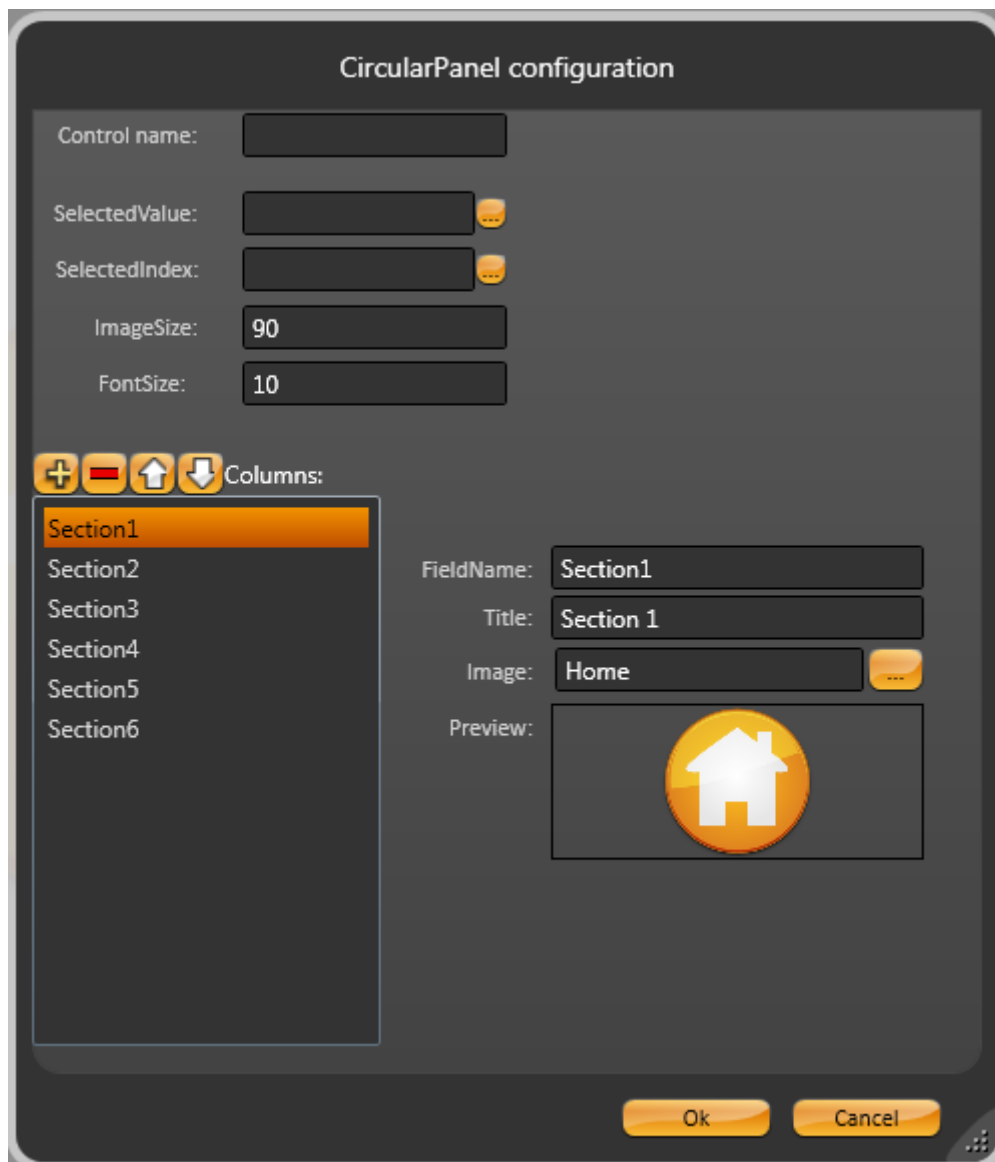 CircularPanel configuration
Control name:
SelectedValue:
...
SelectedIndex:
...
ImageSize: 90
FontSize: 10
Columns:
Section1
Section2
Section3
Section4
Section5
Section6
FieldName: Section1
Title: Section 1
Image: Home
...
Preview:
Ok
Cancel